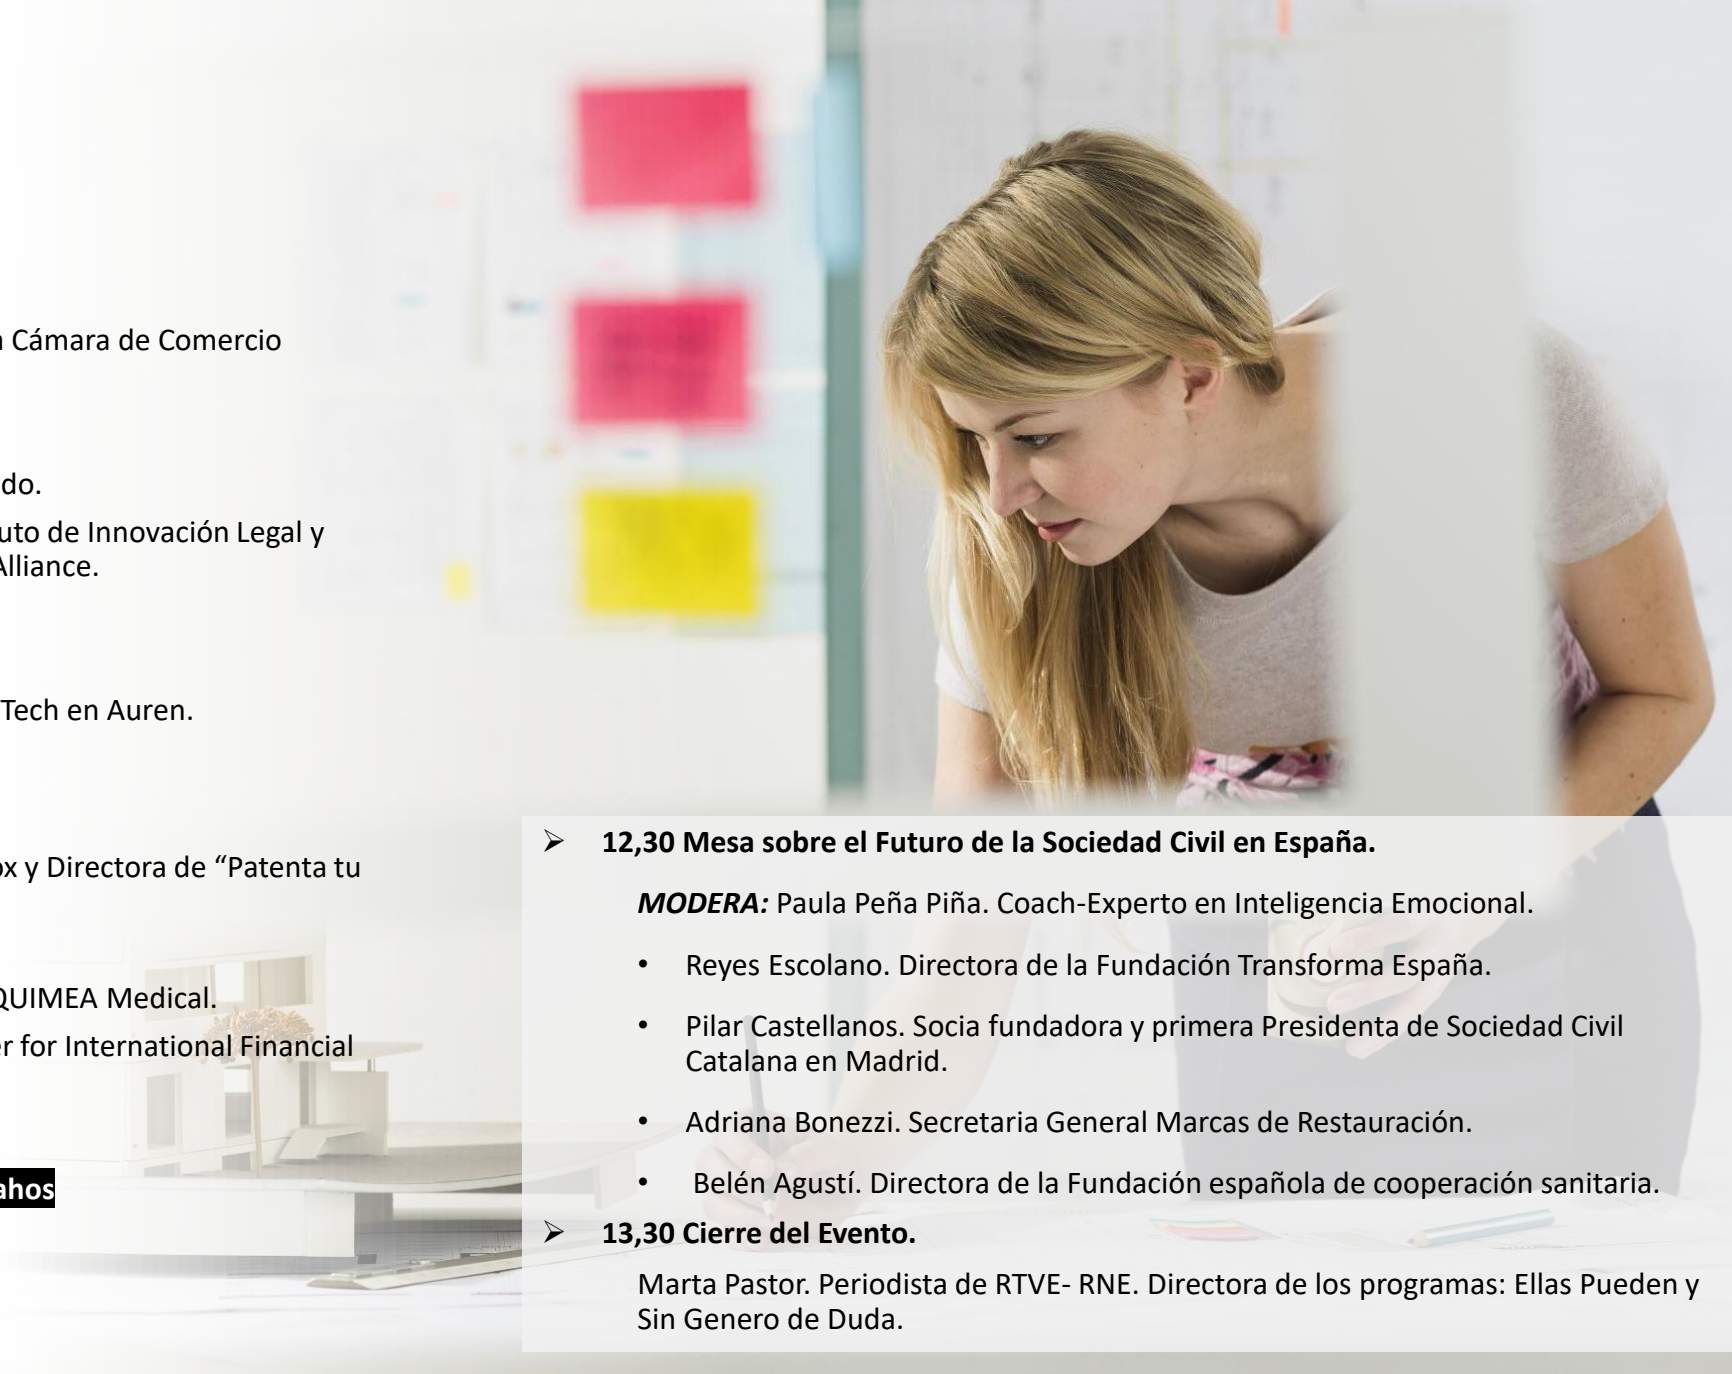 Cámara de Comercio
do.
uto de Innovación Legal y
Alliance.
Tech en Auren.
ox y Directora de “Patenta tu
QUIMEA Medical.
er for International Financial
ahos
➢ 12,30 Mesa sobre el Futuro de la Sociedad Civil en España.
MODERA: Paula Peña Piña. Coach-Experto en Inteligencia Emocional.
• Reyes Escolano. Directora de la Fundación Transforma España.
• Pilar Castellanos. Socia fundadora y primera Presidenta de Sociedad Civil
Catalana en Madrid.
• Adriana Bonezzi. Secretaria General Marcas de Restauración.
• Belén Agustí. Directora de la Fundación española de cooperación sanitaria.
➢ 13,30 Cierre del Evento.
Marta Pastor. Periodista de RTVE- RNE. Directora de los programas: Ellas Pueden y
Sin Genero de Duda.